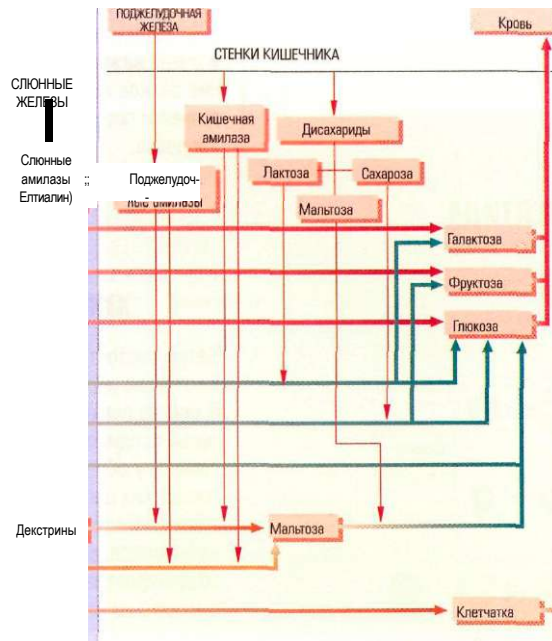 ПОДЖЕЛУДОЧНАЯ
ЖЕЛЕЗА
Кровь
СТЕНКИ КИШЕЧНИКА
СЛЮННЫЕ
ЖЕЛЕЗЫ
Кишечная
амилаза
Дисахариды
Слюнные
амилазы
Елтиалин)
;;
Поджелудоч-
ные амилазы
Лактоза
Сахароза
Мальтоза
Галактоза
Фруктоза
Глюкоза
Декстрины
Мальтоза
Клетчатка